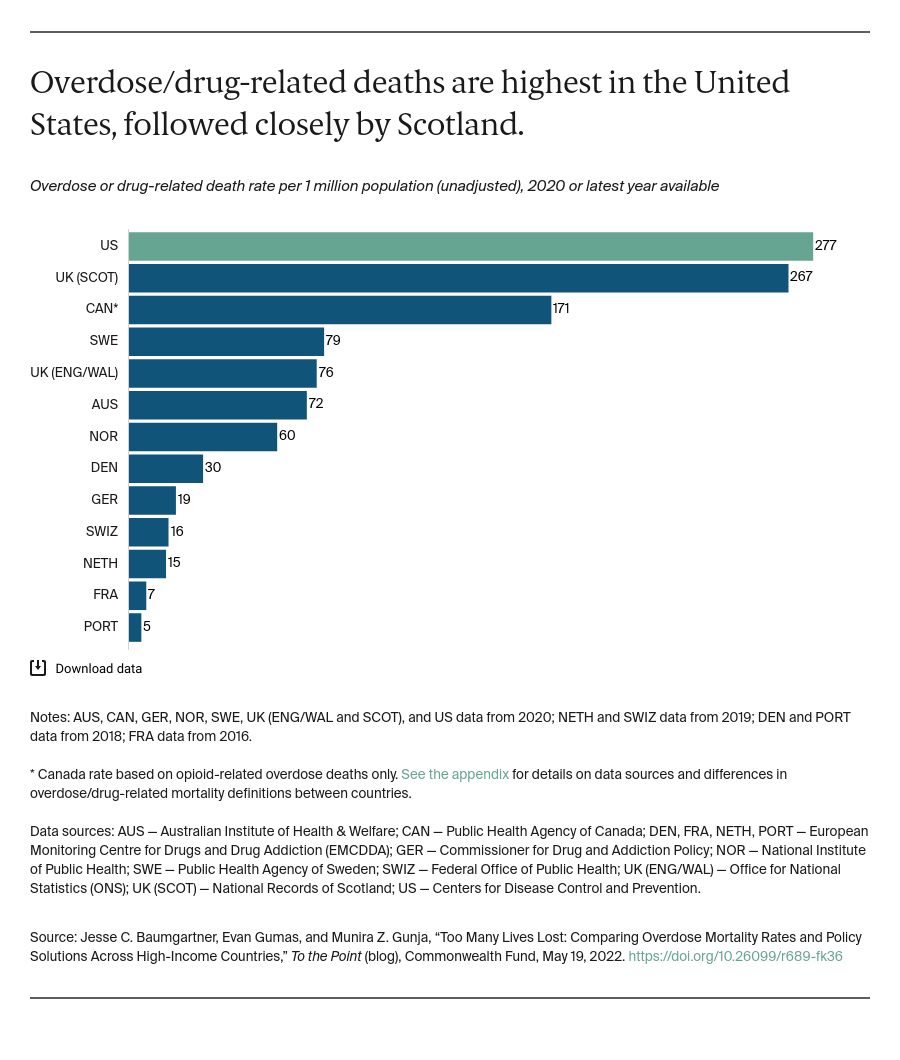 Overdose/drug-related deaths are highest in the United
States, followed closely by Scotland.
Overdose or drug-related death rate per 1 million population (unadjusted), 2020 or latest year available
US 277
UK (SCOT) 267
CAN* 171
SWE 79
UK (ENG/WAL) 76
AUS 72
NOR 60
DEN 30
GER 19
SWIZ 16
NETH 15
FRA 7
PORT 5
Download data
Notes: AUS, CAN, GER, NOR, SWE, UK (ENG/WAL and SCOT), and US data from 2020; NETH and SWIZ data from 2019; DEN and PORT
data from 2018; FRA data from 2016.
* Canada rate based on opioid-related overdose deaths only. See the appendix for details on data sources and differences in
overdose/drug-related mortality definitions between countries.
Data sources: AUS — Australian Institute of Health & Welfare; CAN — Public Health Agency of Canada; DEN, FRA, NETH, PORT — European
Monitoring Centre for Drugs and Drug Addiction (EMCDDA); GER — Commissioner for Drug and Addiction Policy; NOR — National Institute
of Public Health; SWE — Public Health Agency of Sweden; SWIZ — Federal Office of Public Health; UK (ENG/WAL) — Office for National
Statistics (ONS); UK (SCOT) — National Records of Scotland; US — Centers for Disease Control and Prevention.
Source: Jesse C. Baumgartner, Evan Gumas, and Munira Z. Gunja, “Too Many Lives Lost: Comparing Overdose Mortality Rates and Policy
Solutions Across High-Income Countries,” To the Point (blog), Commonwealth Fund, May 19, 2022. https://doi.org/10.26099/r689-fk36